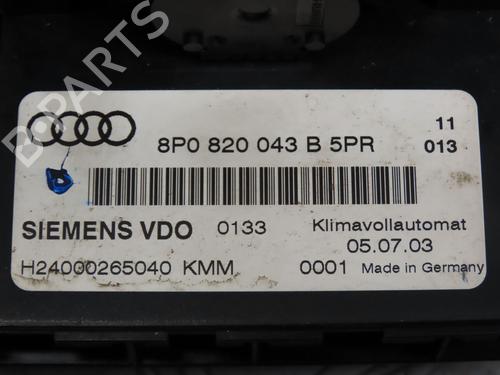 B-PARTS
8P0 820 043 B 5PR
11
013
SIEMENS VDO 0133 Klimavollautomat
05.07.03
H24000265040 KMM 0001 Made in Germany